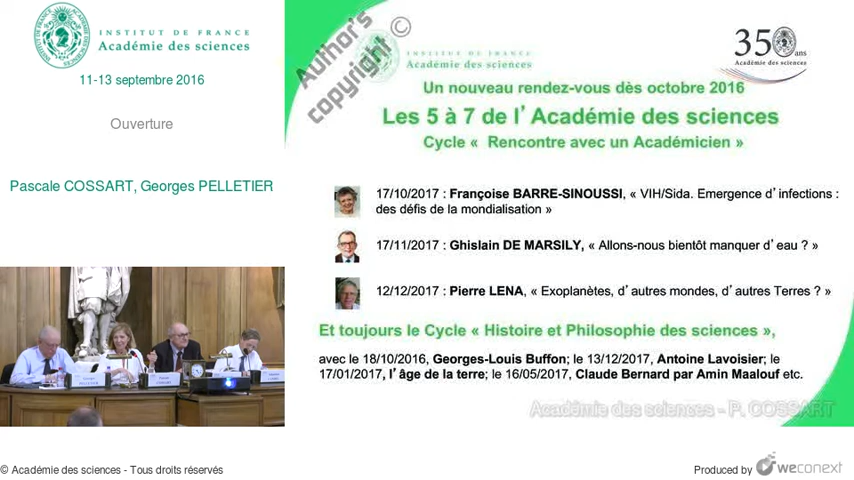 INSTITUT DE FRANCE
Académie des sciences
11-13 septembre 2016
Ouverture
Pascale COSSART, Georges PELLETIER
Author's
copyright ©
INSTITUT DE FRANCE
Académie des sciences
350 ans
Académie des sciences
Un nouveau rendez-vous dès octobre 2016
Les 5 à 7 de l’ Académie des sciences
Cycle « Rencontre avec un Académicien »
17/10/2017 : Françoise BARRE-SINOUSSI, « VIH/Sida. Emergence d’ infections :
des défis de la mondialisation »
17/11/2017 : Ghislain DE MARSILY, « Allons-nous bientôt manquer d’ eau ? »
12/12/2017 : Pierre LENA, « Exoplanètes, d’ autres mondes, d’ autres Terres ? »
Et toujours le Cycle « Histoire et Philosophie des sciences »,
avec le 18/10/2016, Georges-Louis Buffon; le 13/12/2017, Antoine Lavoisier; le
17/01/2017, l’ âge de la terre; le 16/05/2017, Claude Bernard par Amin Maalouf etc.
Académie des sciences - P. COSSART
© Académie des sciences - Tous droits réservés
Produced by weconext